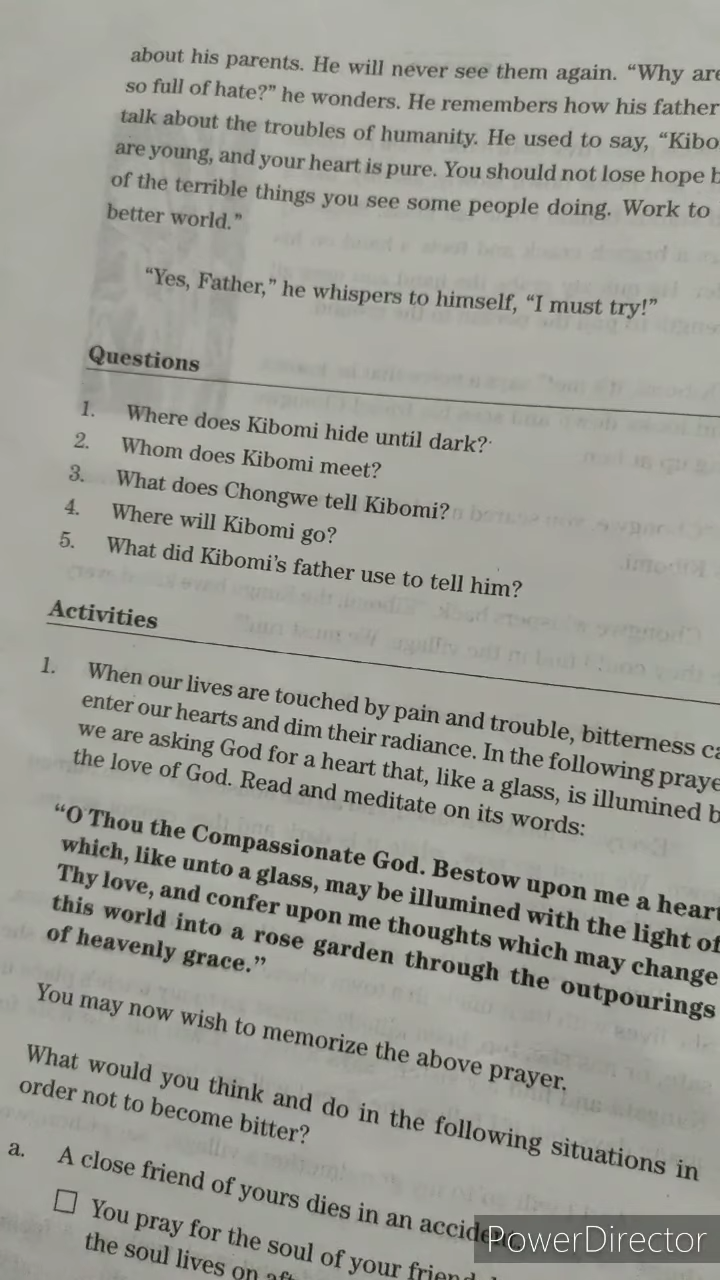 about his parents. He will never see them again. “Why are
so full of hate?” he wonders. He remembers how his father
talk about the troubles of humanity. He used to say, “Kibo
are young, and your heart is pure. You should not lose hope b
of the terrible things you see some people doing. Work to
better world.”
“Yes, Father,” he whispers to himself, “I must try!”
Questions
1. Where does Kibomi hide until dark?
2. Whom does Kibomi meet?
3. What does Chongwe tell Kibomi?
4. Where will Kibomi go?
5. What did Kibomi’s father use to tell him?
Activities
1. When our lives are touched by pain and trouble, bitterness ca
enter our hearts and dim their radiance. In the following praye
we are asking God for a heart that, like a glass, is illumined b
the love of God. Read and meditate on its words:
“O Thou the Compassionate God. Bestow upon me a heart
which, like unto a glass, may be illumined with the light of
Thy love, and confer upon me thoughts which may change
this world into a rose garden through the outpourings
of heavenly grace.”
You may now wish to memorize the above prayer.
What would you think and do in the following situations in
order not to become bitter?
a. A close friend of yours dies in an accident
You pray for the soul of your friend
the soul lives on aft
PowerDirector